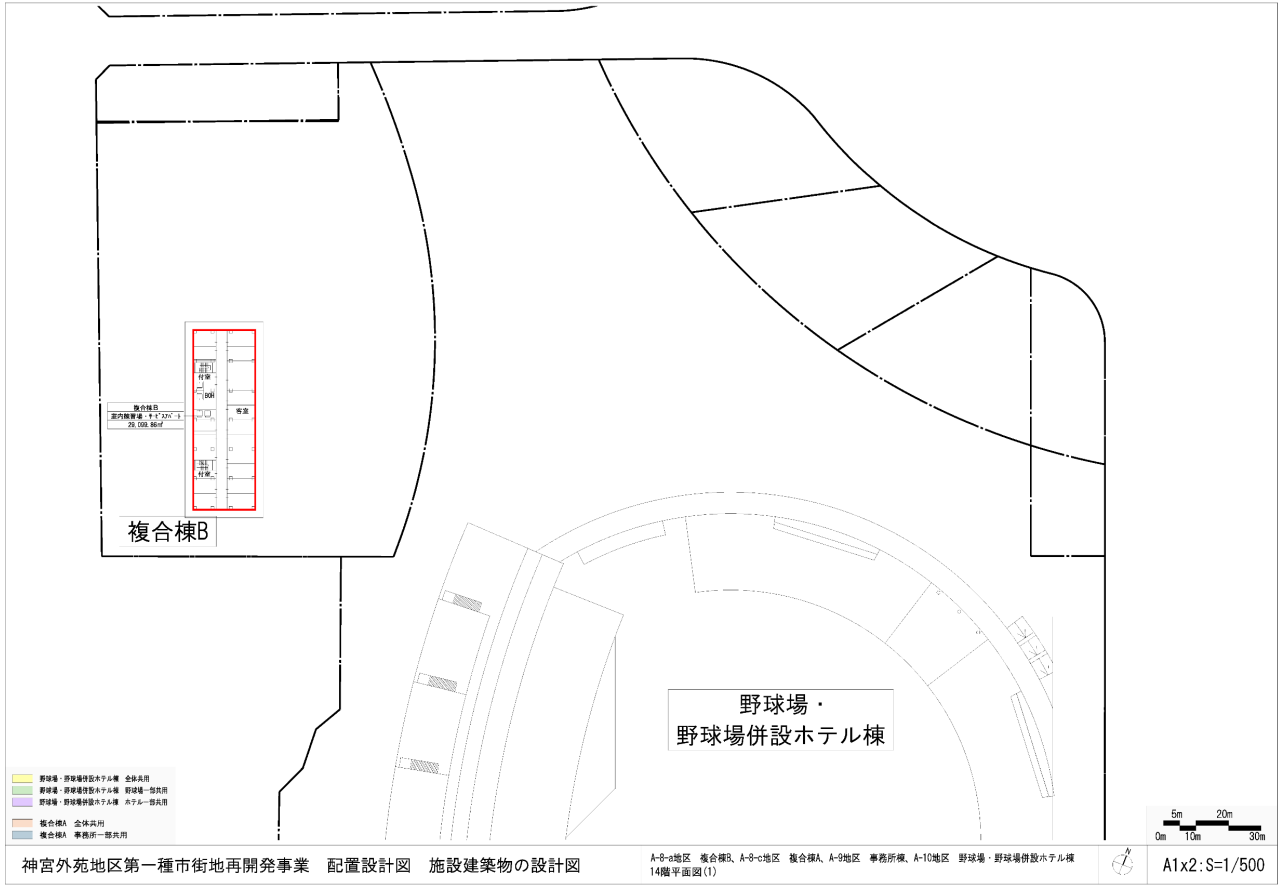 付室
BOH
客室
付室
複合棟B
室内球技場・サービスアパート
29,099.86㎡
複合棟B
野球場・
野球場併設ホテル棟
野球場・野球場併設ホテル棟 全体共用
野球場・野球場併設ホテル棟 野球場一部共用
野球場・野球場併設ホテル棟 ホテル一部共用
複合棟A 全体共用
複合棟A 事務所一部共用
5m 20m
0m 10m 30m
神宮外苑地区第一種市街地再開発事業 配置設計図 施設建築物の設計図
A-8-a地区 複合棟B、A-8-c地区 複合棟A、A-9地区 事務所棟、A-10地区 野球場・野球場併設ホテル棟
14階平面図(1)
N
A1x2:S=1/500